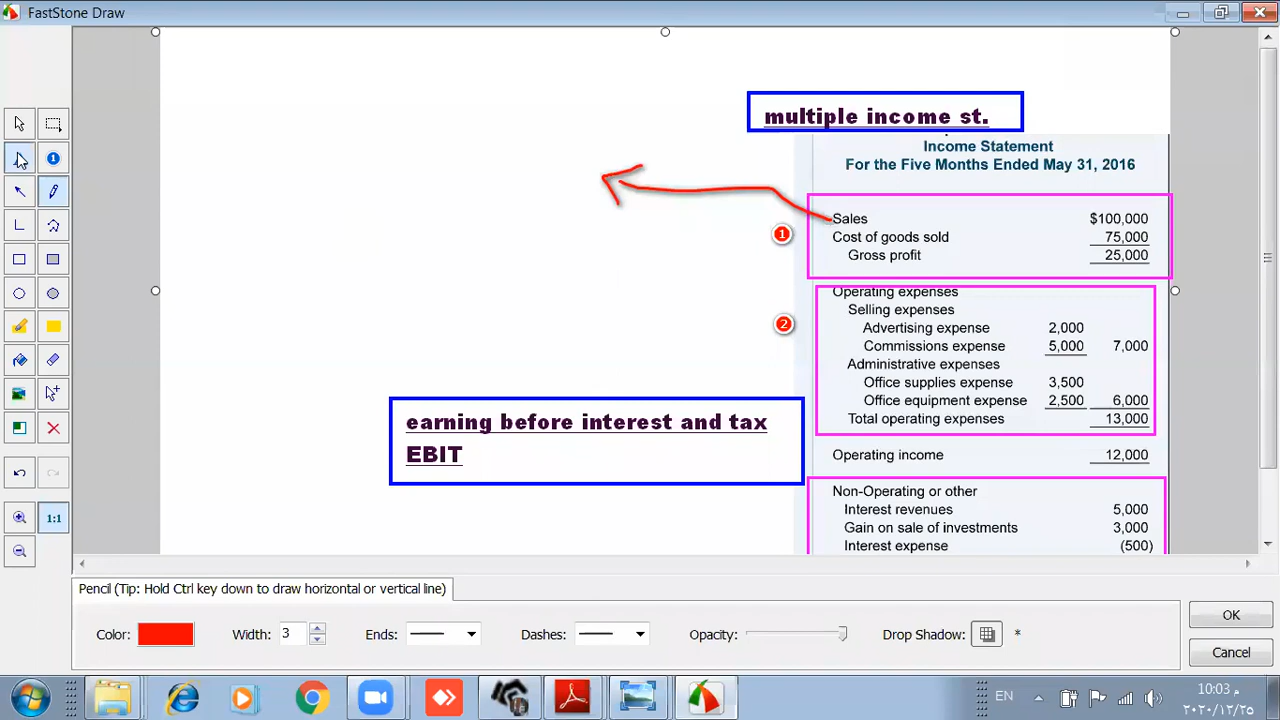 FastStone Draw
multiple income st.
Income Statement
For the Five Months Ended May 31, 2016
1
Sales $100,000
1 Cost of goods sold 75,000
Gross profit 25,000
Operating expenses
Selling expenses
2 Advertising expense 2,000
Commissions expense 5,000 7,000
Administrative expenses
Office supplies expense 3,500
Office equipment expense 2,500 6,000
Total operating expenses 13,000
earning before interest and tax
EBIT
Operating income 12,000
Non-Operating or other
Interest revenues 5,000
Gain on sale of investments 3,000
Interest expense (500)
1:1
Pencil (Tip: Hold Ctrl key down to draw horizontal or vertical line)
Color: Width: 3 Ends: Dashes: Opacity: Drop Shadow: *
OK
Cancel
EN
10:03 م
٢٠٢٠/١٢/٢٥